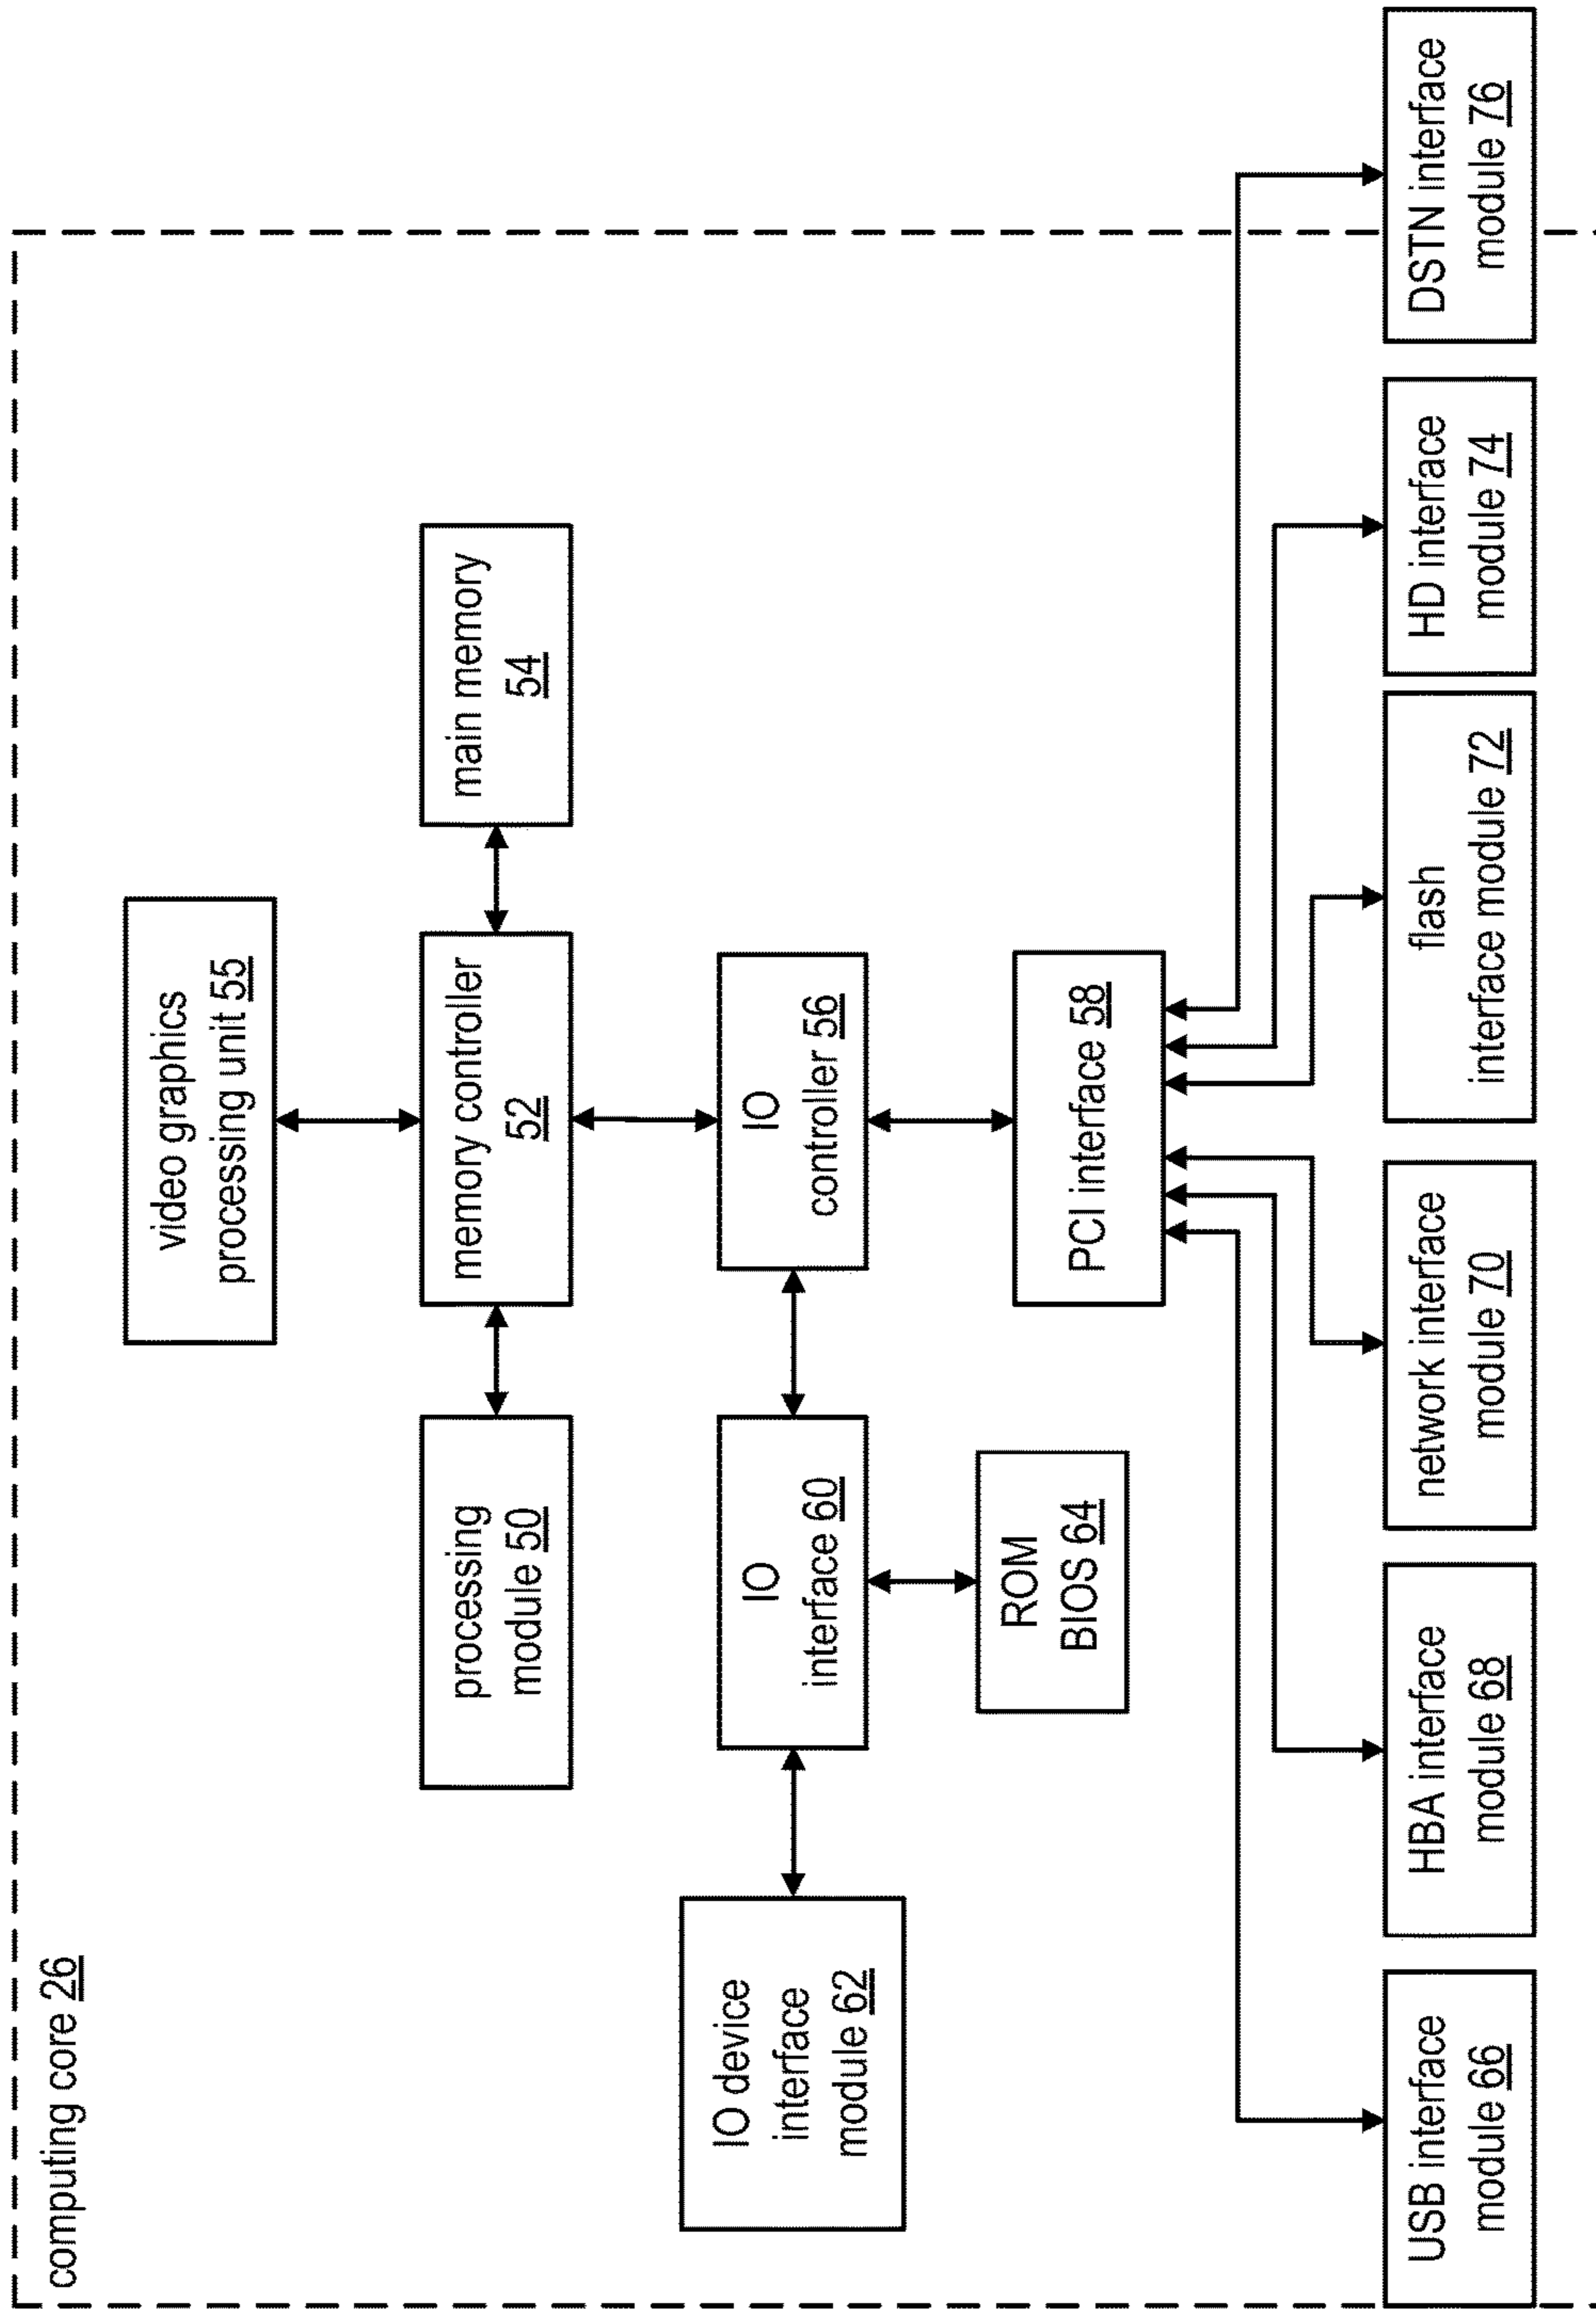 computing core 26
video graphics
processing unit 55
processing
module 50
memory controller
52
main memory
54
IO device
interface
module 62
IO
interface 60
IO
controller 56
ROM
BIOS 64
PCI interface 58
USB interface
module 66
HBA interface
module 68
network interface
module 70
flash
interface module 72
HD interface
module 74
DSTN interface
module 76